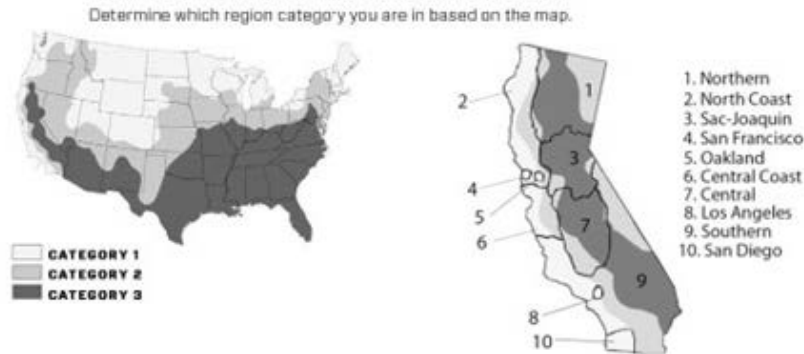 Determine which region category you are in based on the map.
CATEGORY 1
CATEGORY 2
CATEGORY 3
1
2
3
4
5
6
7
8
9
10
1. Northern
2. North Coast
3. Sac-Joaquin
4. San Francisco
5. Oakland
6. Central Coast
7. Central
8. Los Angeles
9. Southern
10. San Diego